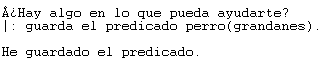 Â¿Hay algo en lo que pueda ayudarte?
|: guarda el predicado perro(grandanes).
He guardado el predicado.